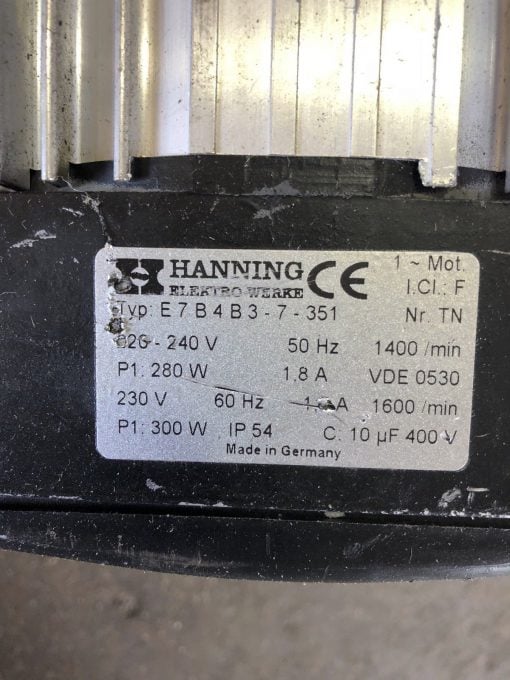 HANNING CE 1 ~ Mot.
ELEKTRO-WERKE I.Cl.: F
Typ: E 7 B 4 B 3 - 7 - 351 Nr. TN
- 240 V 50 Hz 1400 /min
P1: 280 W 1,8 A VDE 0530
230 V 60 Hz 1600 /min
P1: 300 W IP 54 C: 10 µF 400 V
Made in Germany